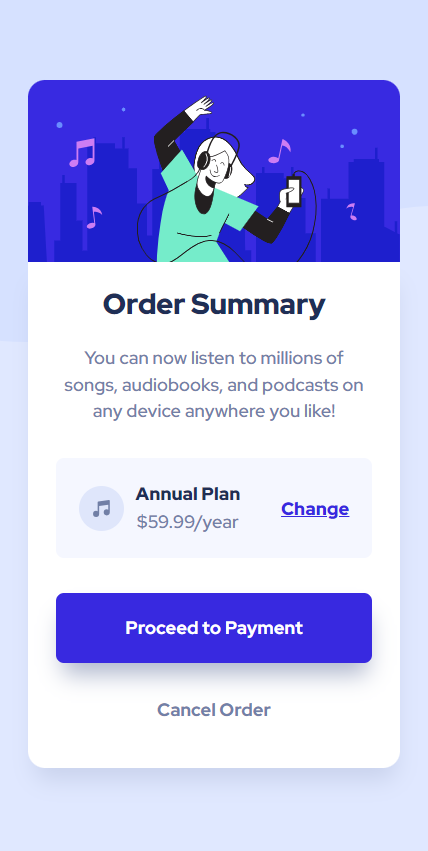 Order Summary
You can now listen to millions of
songs, audiobooks, and podcasts on
any device anywhere you like!
Annual Plan
$59.99/year
Change
Proceed to Payment
Cancel Order